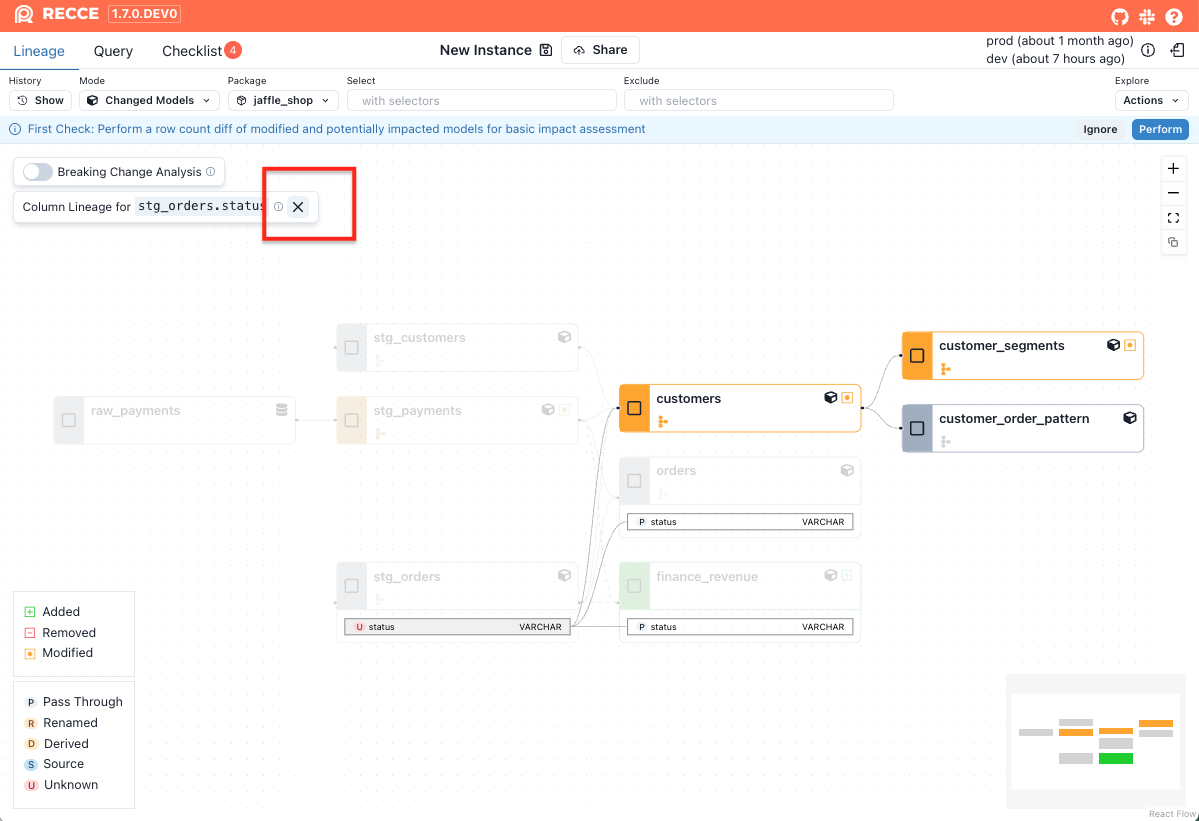 RECCE 1.7.0.DEV0
Lineage Query Checklist 4 New Instance Share
prod (about 1 month ago)
dev (about 7 hours ago)
History Mode Package Select Exclude Explore
Show Changed Models jaffle_shop with selectors with selectors Actions
First Check: Perform a row count diff of modified and potentially impacted models for basic impact assessment Ignore Perform
Breaking Change Analysis
Column Lineage for stg_orders.status
stg_customers
customer_segments
customers
raw_payments
stg_payments
customer_order_pattern
orders
P status VARCHAR
stg_orders
finance_revenue
U status VARCHAR
P status VARCHAR
Added
Removed
Modified
P Pass Through
R Renamed
D Derived
S Source
U Unknown
React Flow